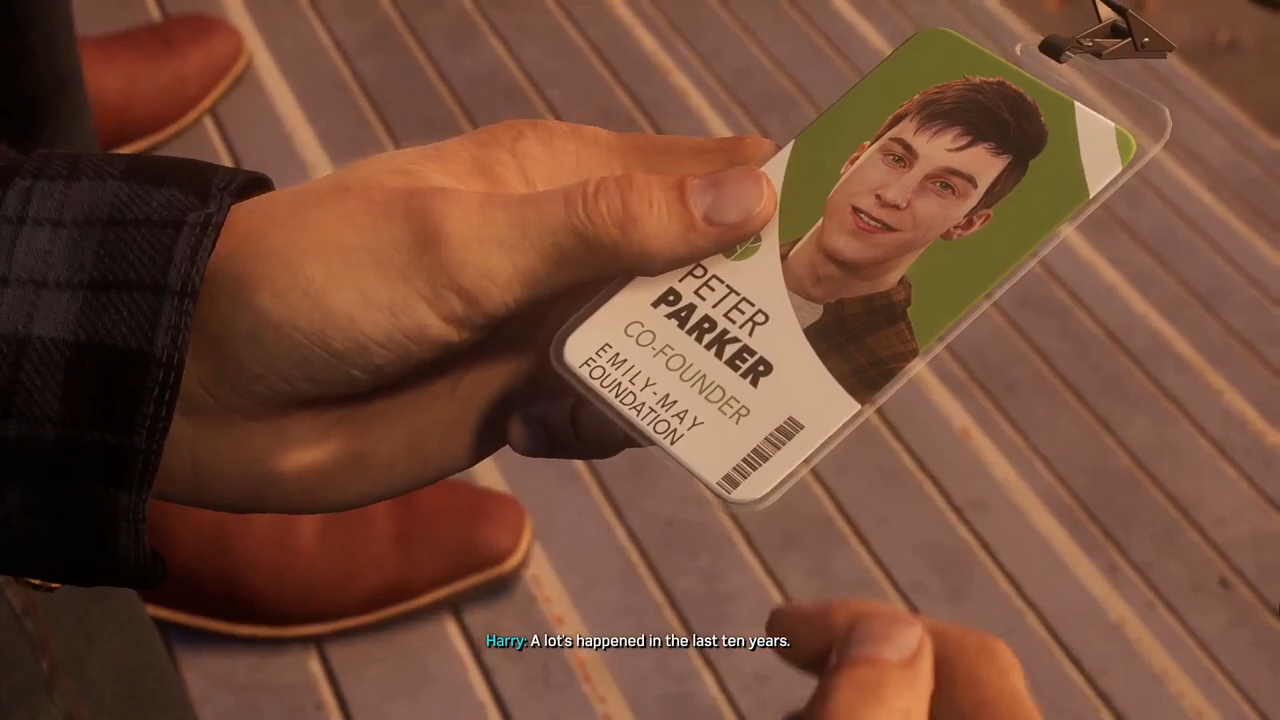 PETER
PARKER
CO-FOUNDER
EMILY-MAY
FOUNDATION
Harry: A lot's happened in the last ten years.